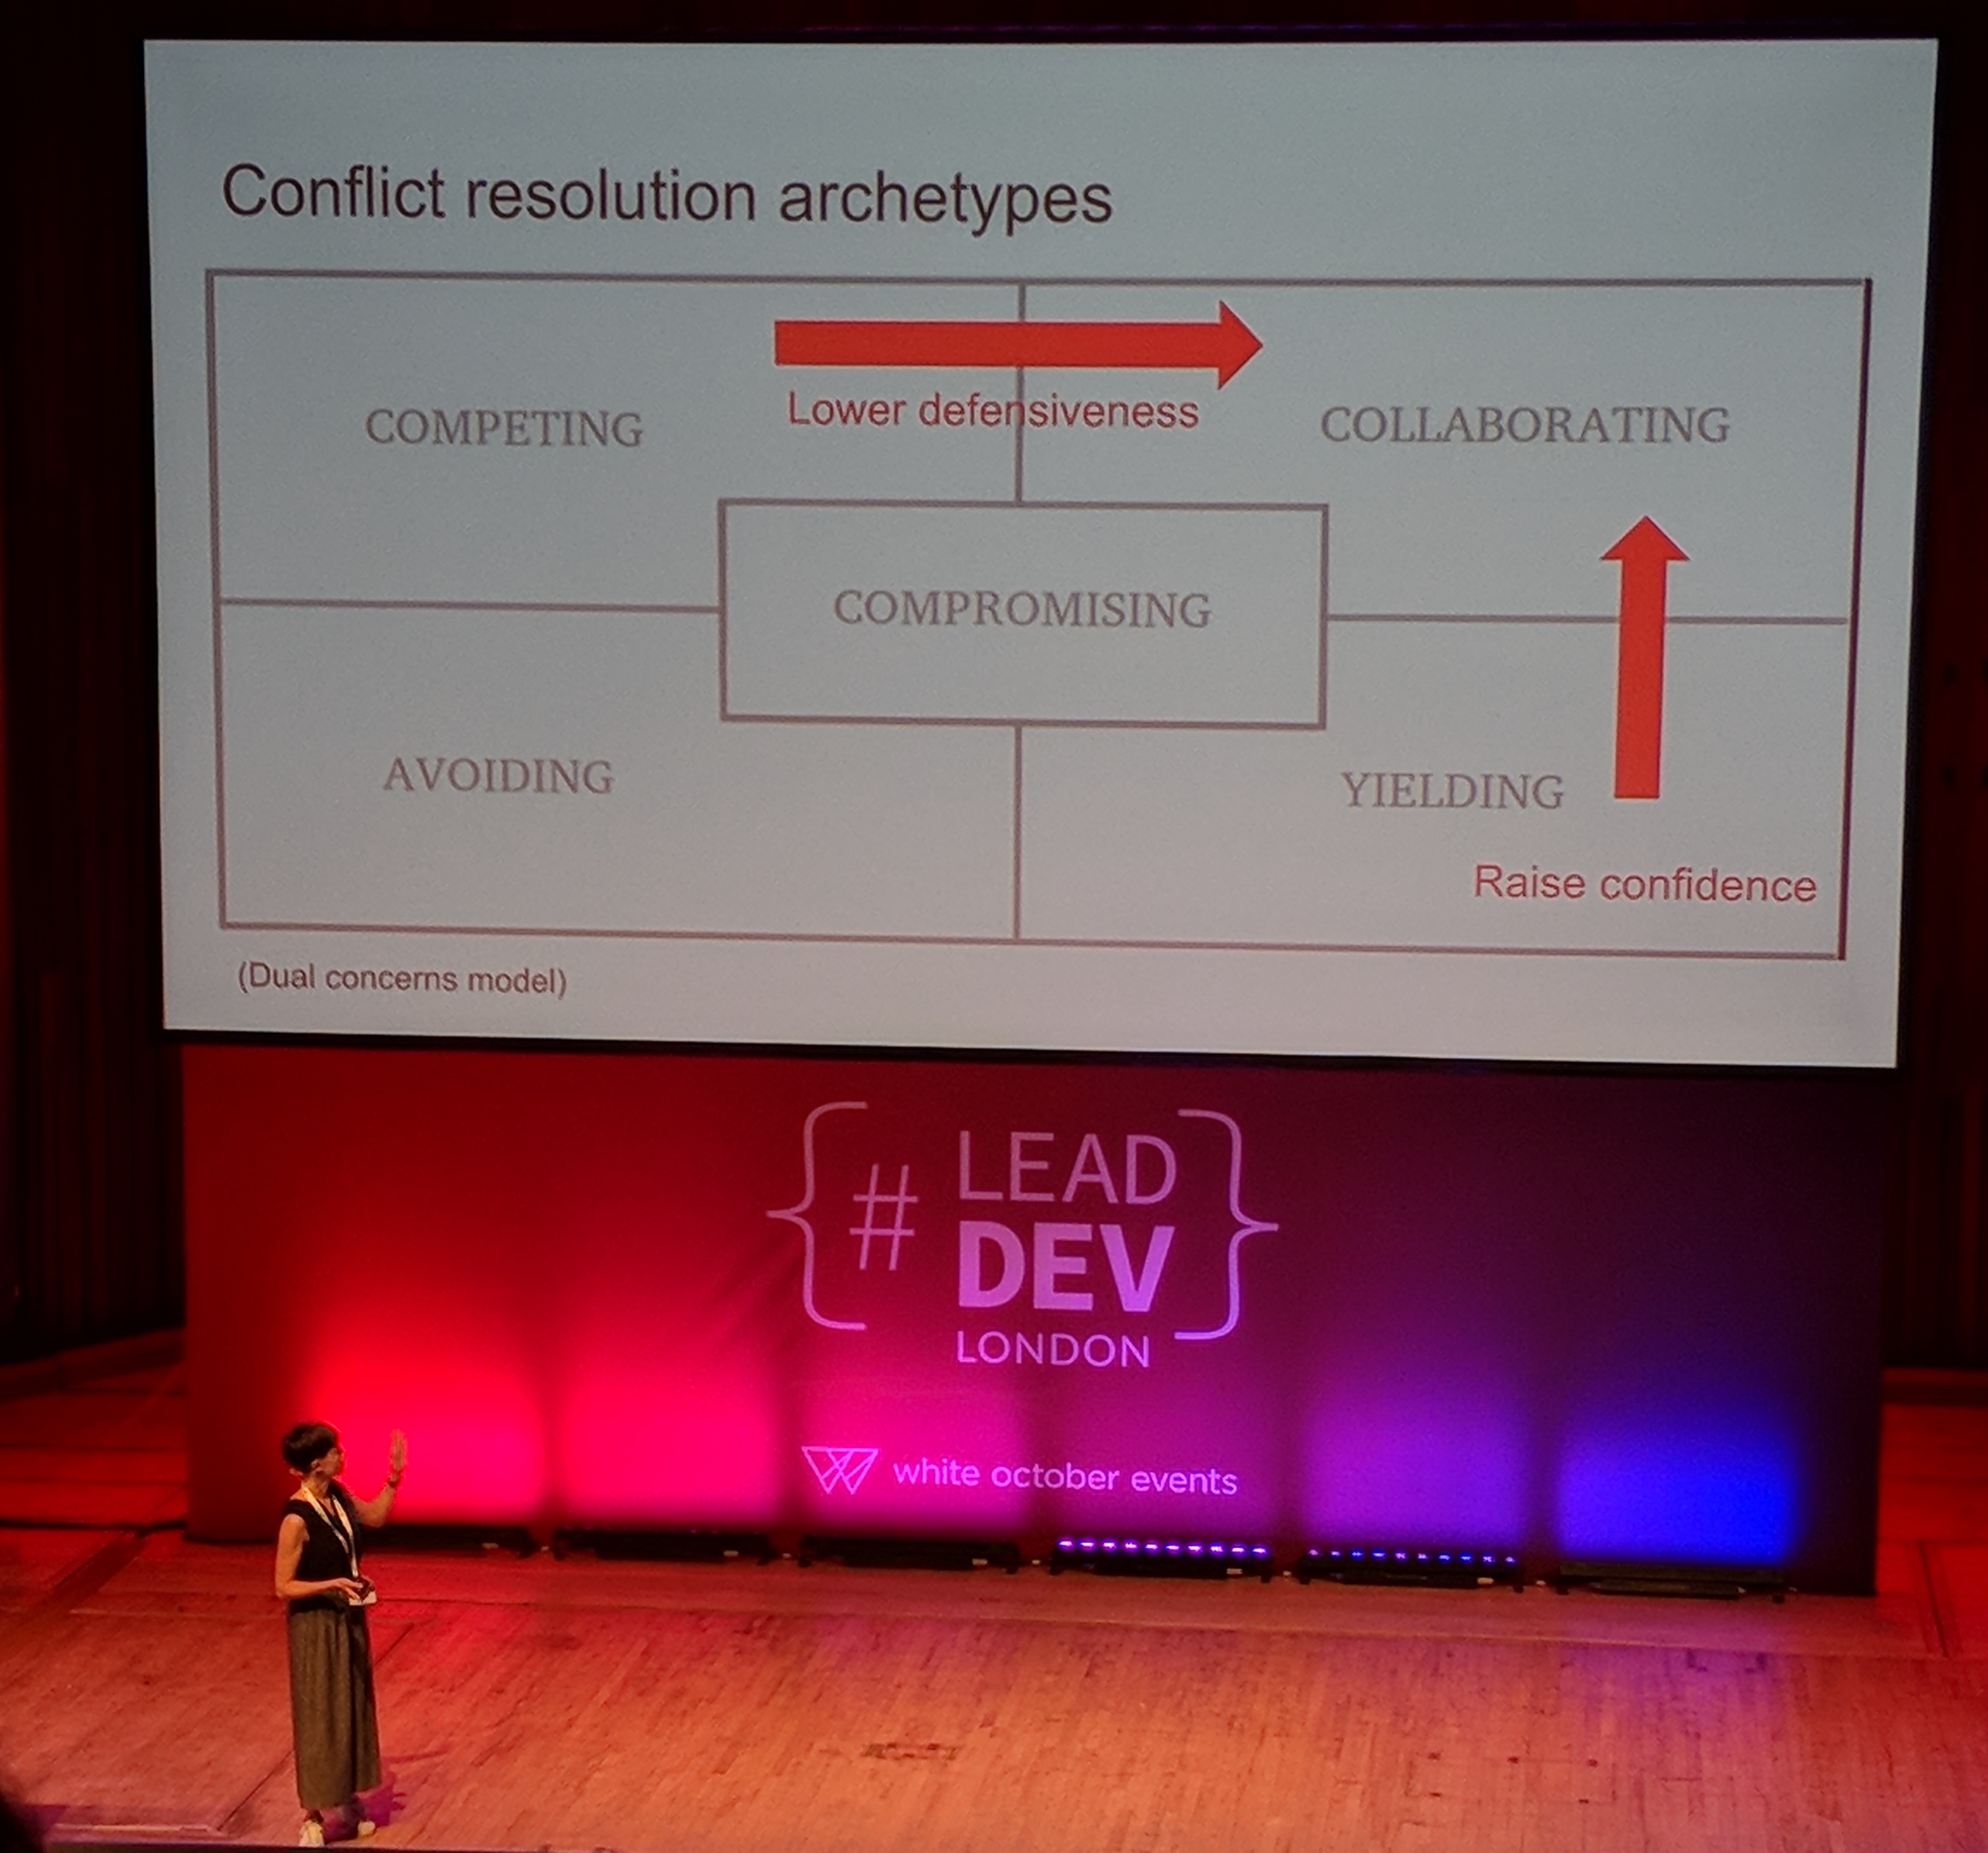 Conflict resolution archetypes
COMPETING
Lower defensiveness
COLLABORATING
COMPROMISING
AVOIDING
YIELDING
Raise confidence
(Dual concerns model)
{# LEAD
DEV}
LONDON
white october events